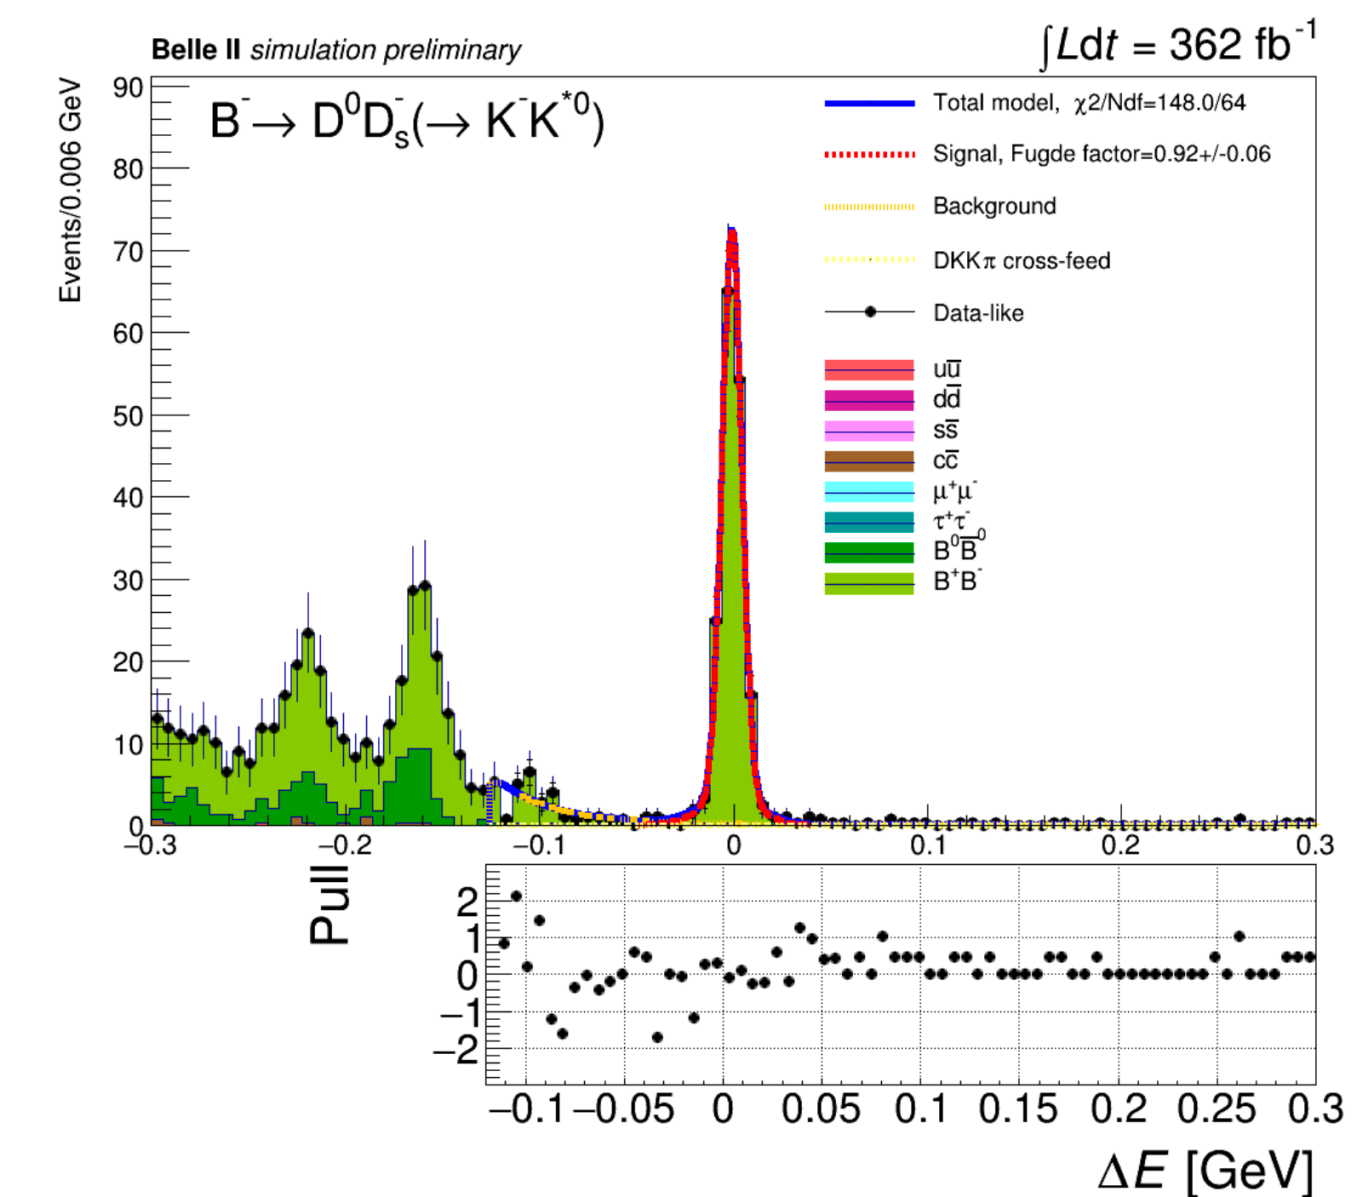 Belle II simulation preliminary
∫Ldt = 362 fb⁻¹
Events/0.006 GeV
B⁻ → D⁰D⁻ₛ(→ K⁻K*⁰)
Total model, χ2/Ndf=148.0/64
Signal, Fugde factor=0.92+/-0.06
Background
DKKπ cross-feed
Data-like
uū
dd̄
ss̄
cc̄
μ⁺μ⁻
τ⁺τ⁻
B⁰B̄⁰
B⁺B⁻
90
80
70
60
50
40
30
20
10
0
−0.3 −0.2 −0.1 0 0.1 0.2 0.3
Pull
2
1
0
−1
−2
−0.1 −0.05 0 0.05 0.1 0.15 0.2 0.25 0.3
ΔE [GeV]